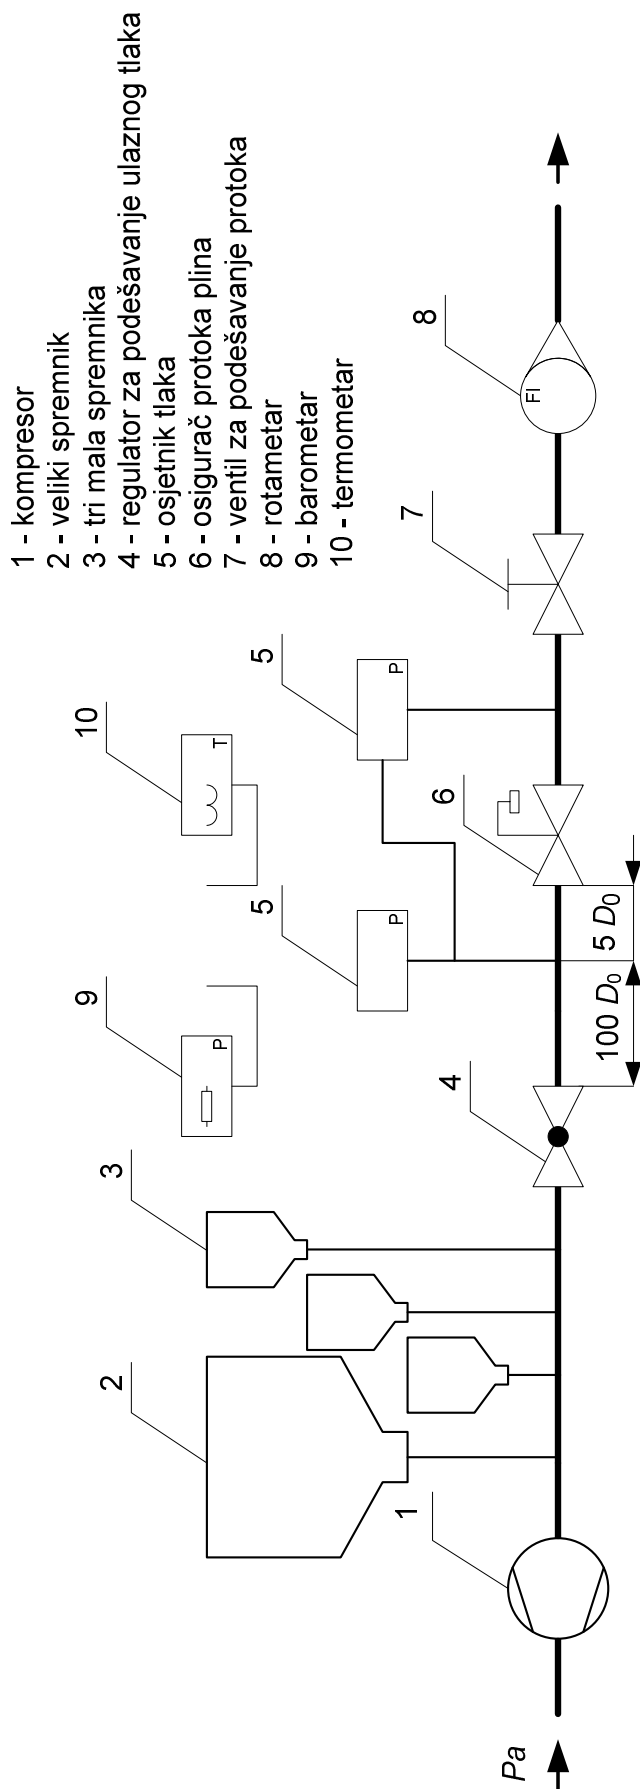 1 - kompresor
2 - veliki spremnik
3 - tri mala spremnika
4 - regulator za podešavanje ulaznog tlaka
5 - osjetnik tlaka
6 - osigurač protoka plina
7 - ventil za podešavanje protoka
8 - rotametar
9 - barometar
10 - termometar
2
3
9
P
10
T
5
P
5
P
1
4
6
7
8
FI
Pa
100 D₀
5 D₀